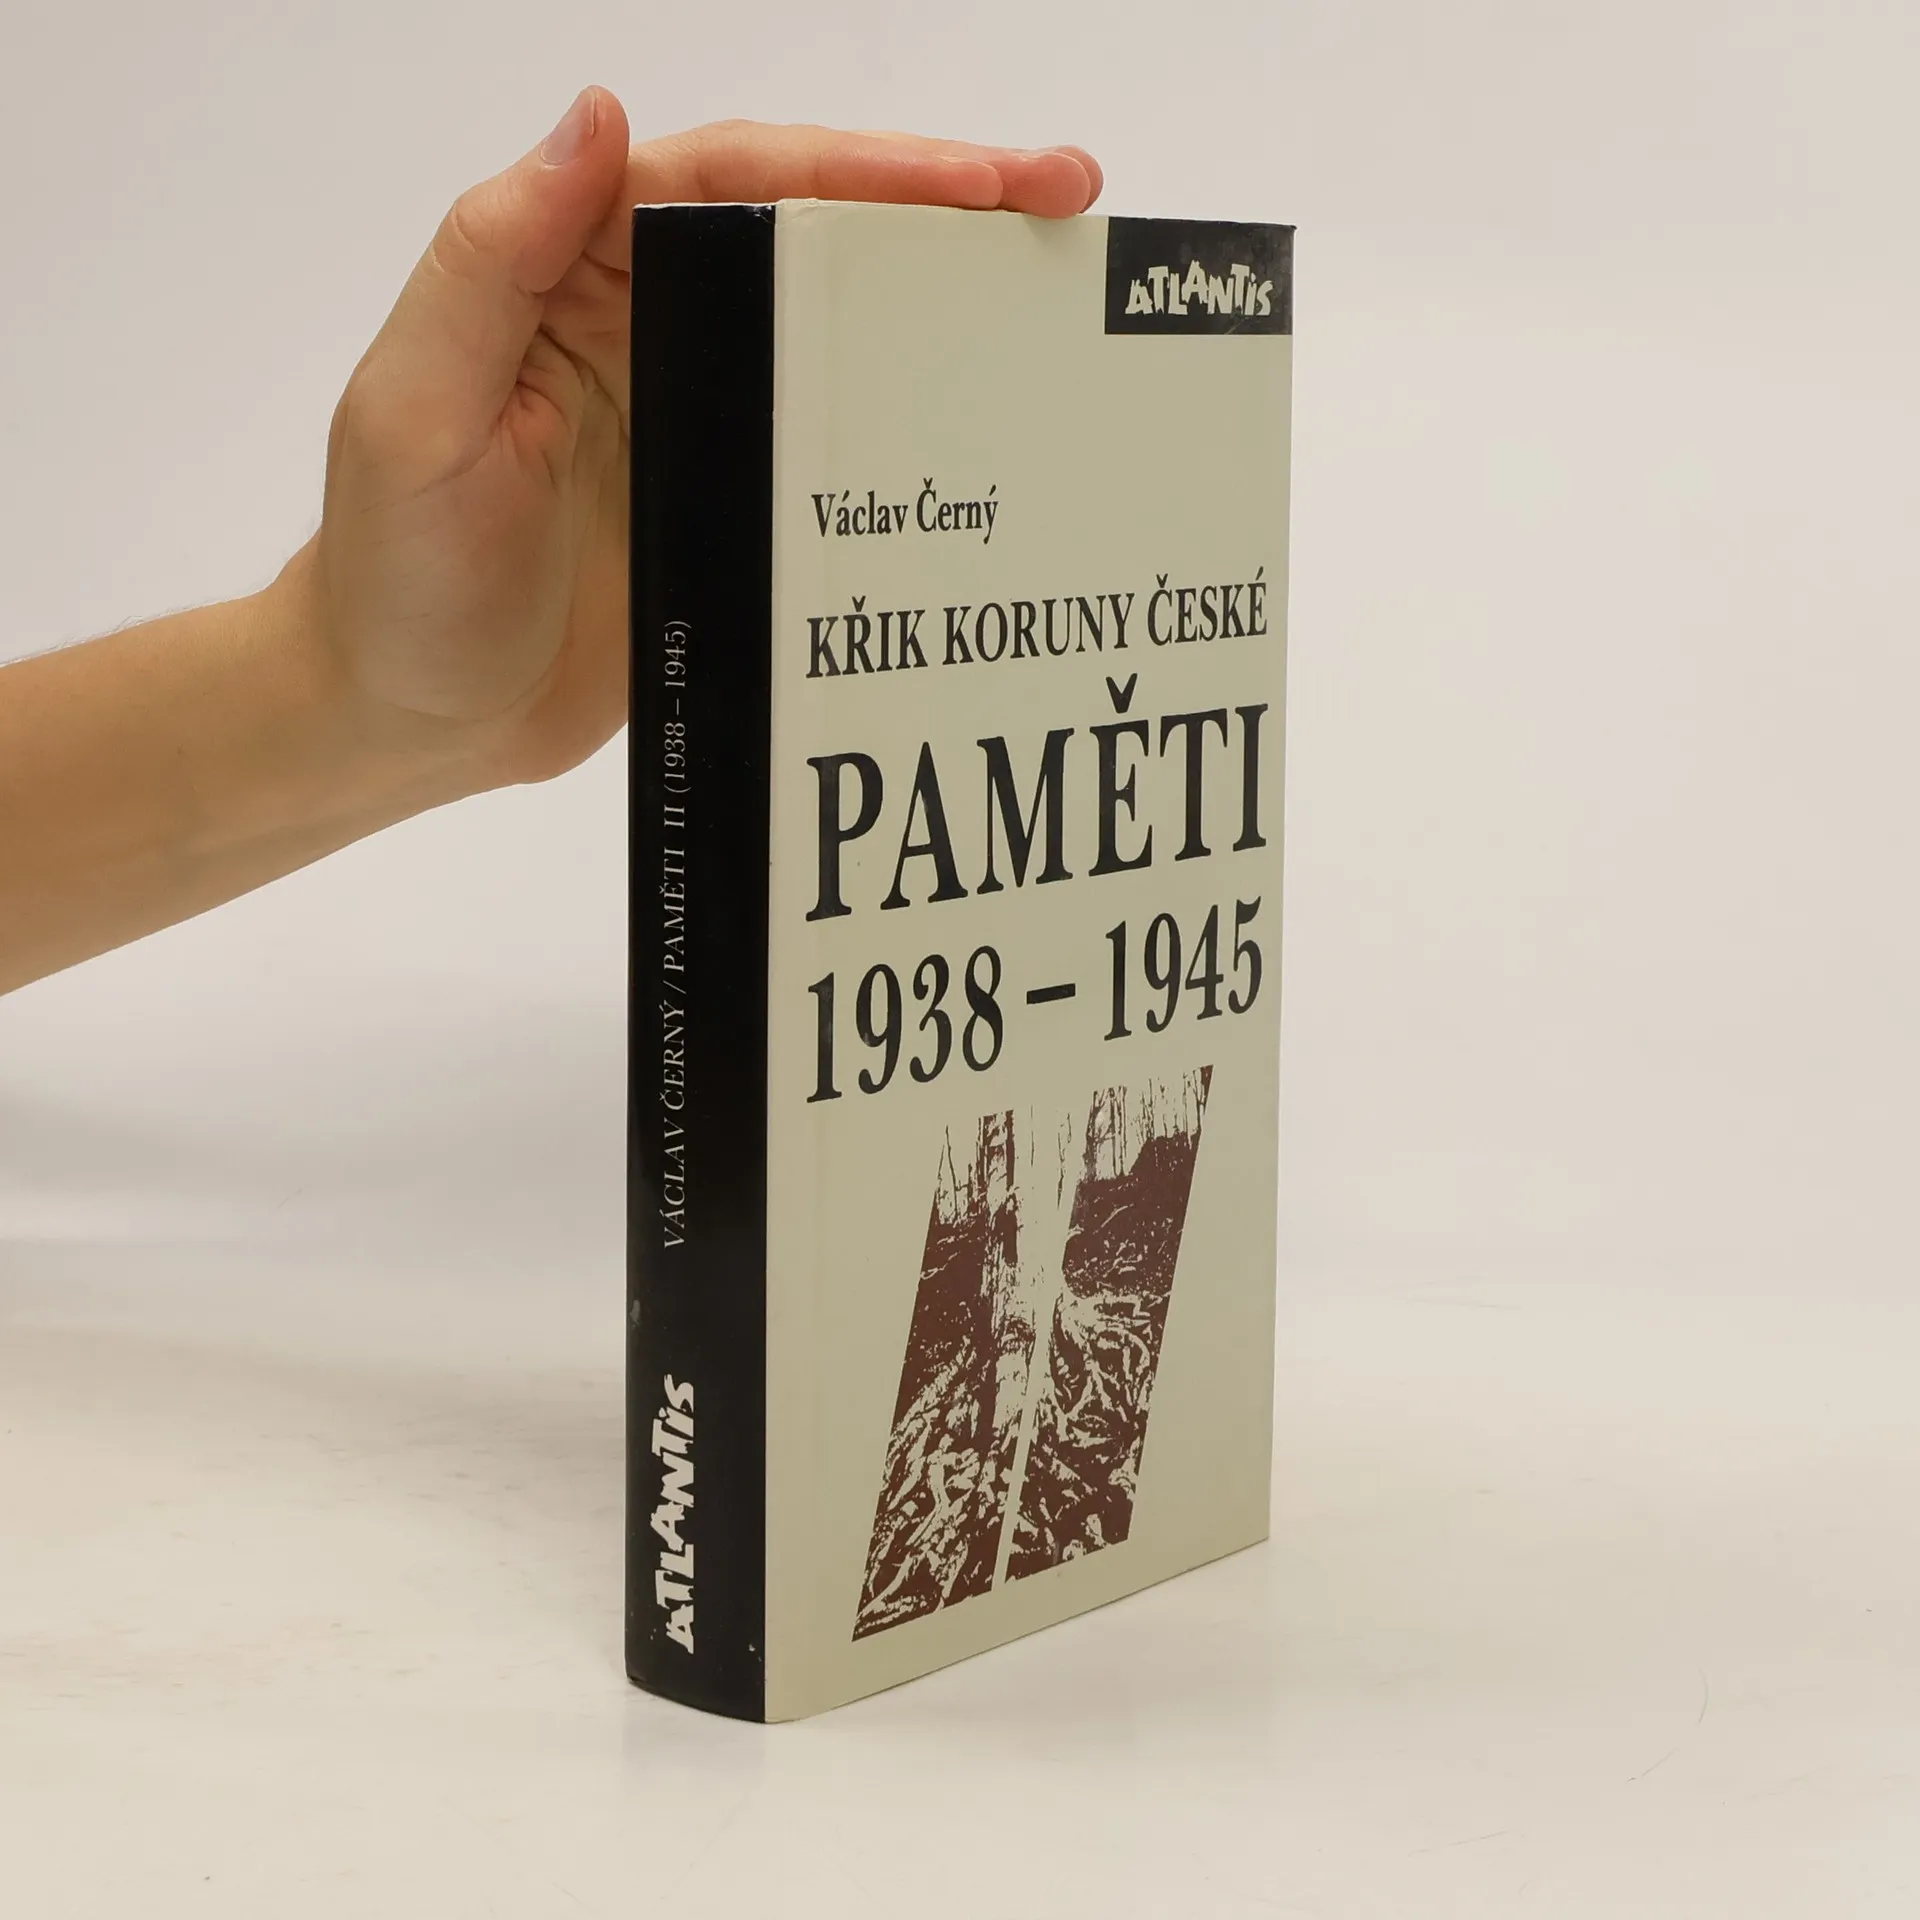 ATLANTiS
Václav Černý
KŘIK KORUNY ČESKÉ
PAMĚTI
1938 – 1945
VÁCLAV ČERNÝ / PAMĚTI II (1938 – 1945)
ATLANTiS